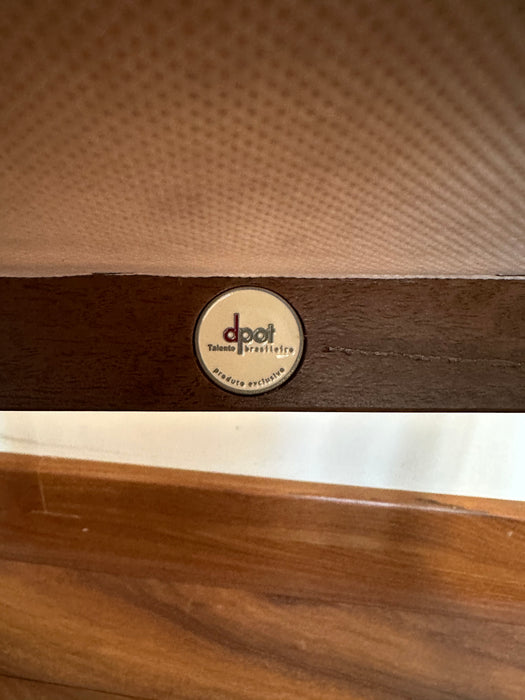 dpot
Talento brasileiro
produto exclusivo